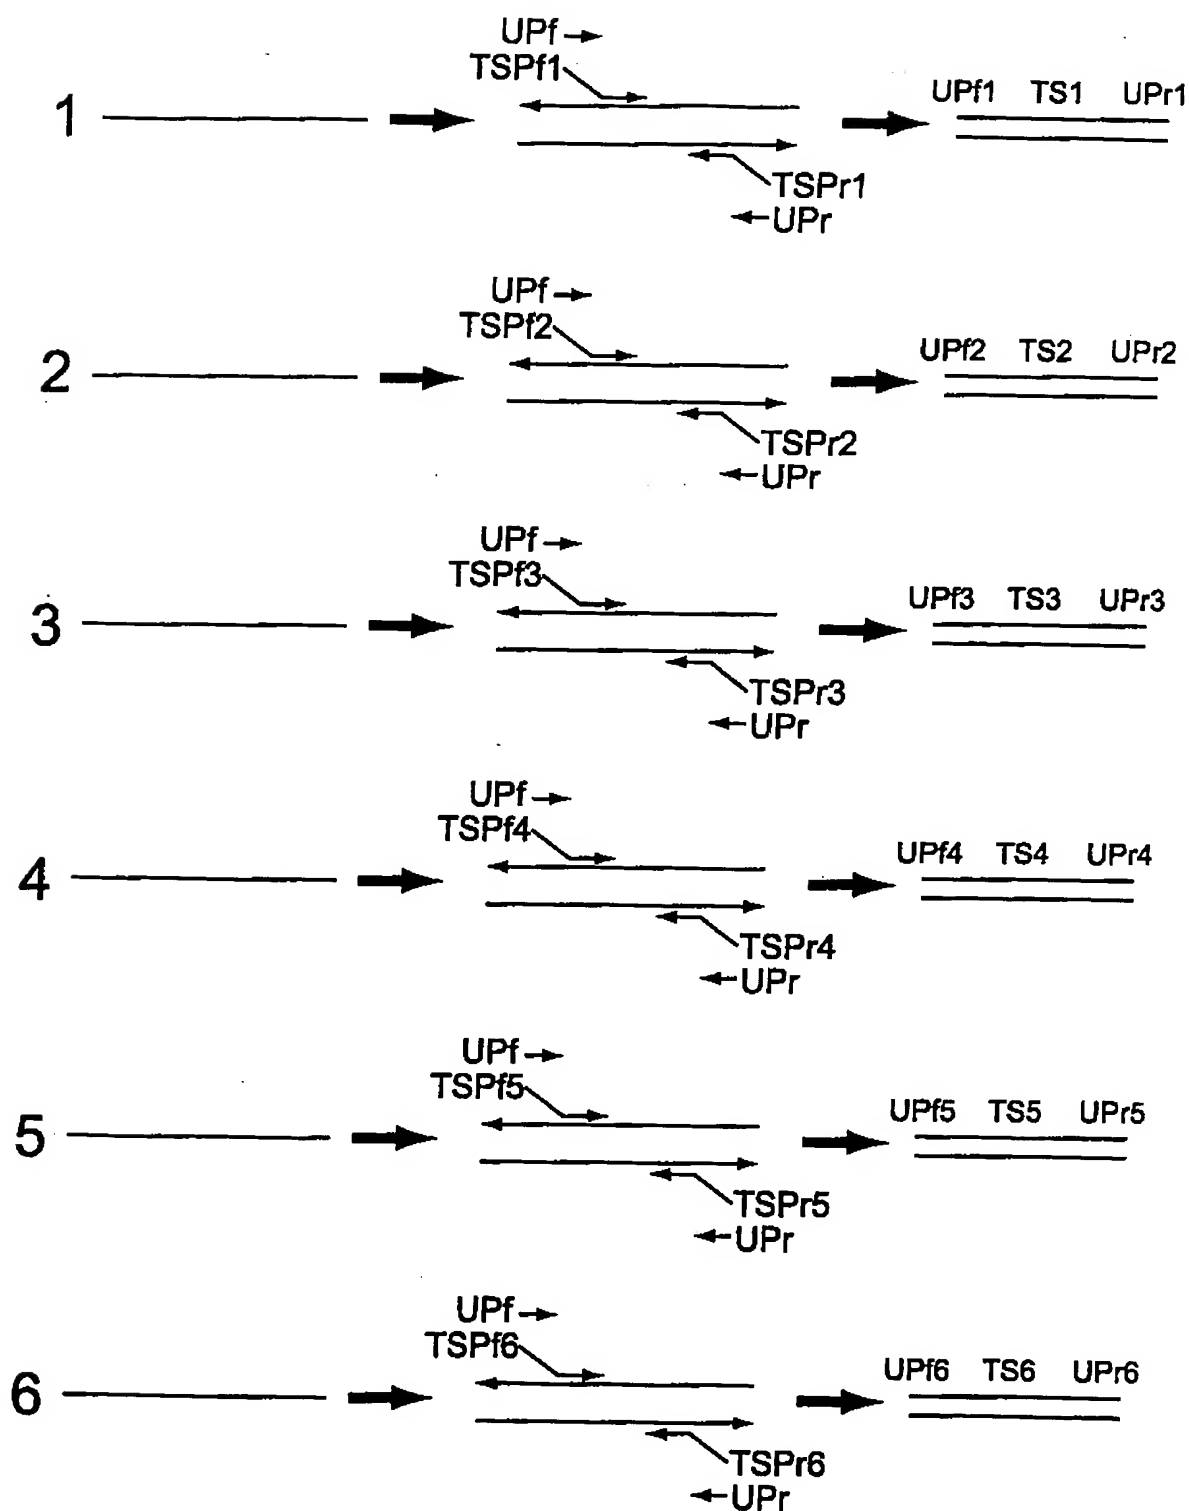 UPf
TSPf1
UPf1 TS1 UPr1
1
TSPr1
UPr
UPf
TSPf2
UPf2 TS2 UPr2
2
TSPr2
UPr
UPf
TSPf3
UPf3 TS3 UPr3
3
TSPr3
UPr
UPf
TSPf4
UPf4 TS4 UPr4
4
TSPr4
UPr
UPf
TSPf5
UPf5 TS5 UPr5
5
TSPr5
UPr
UPf
TSPf6
UPf6 TS6 UPr6
6
TSPr6
UPr